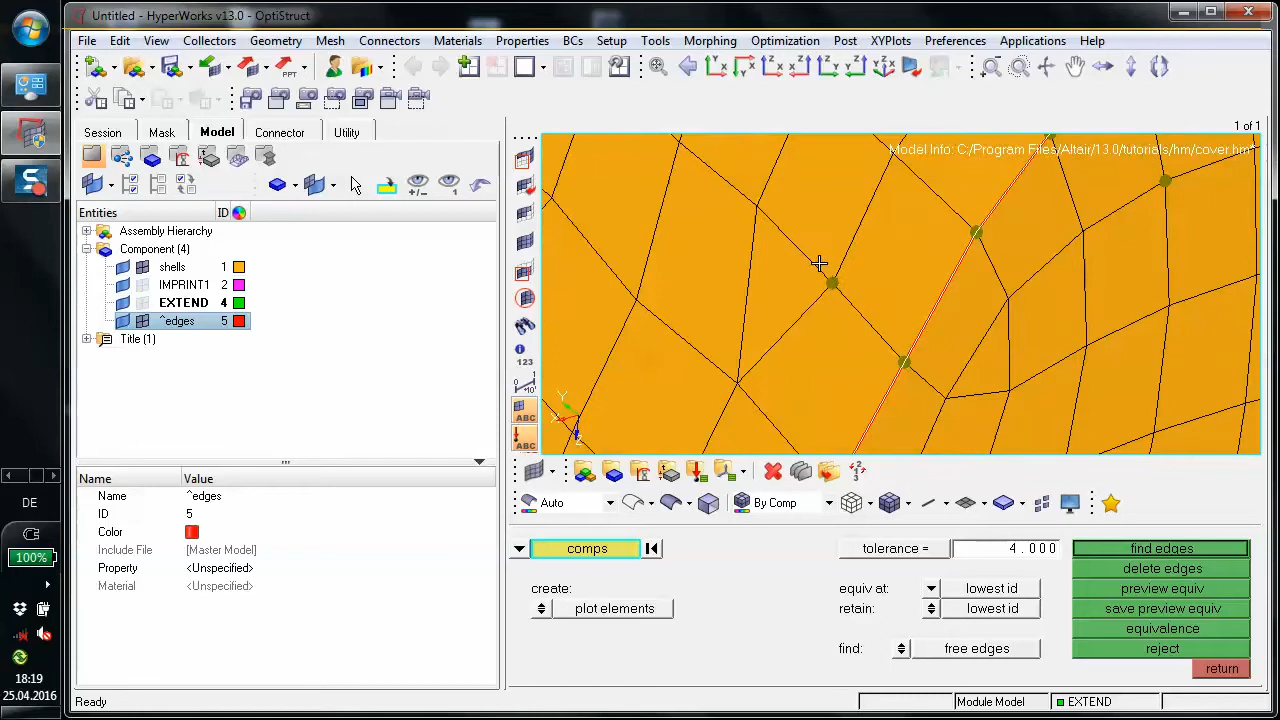 Untitled - HyperWorks v13.0 - OptiStruct
File Edit View Collectors Geometry Mesh Connectors Materials Properties BCs Setup Tools Morphing Optimization Post XYPlots Preferences Applications Help
Session Mask Model Connector Utility
1 of 1
Model Info: C:/Program Files/Altair/13.0/tutorials/hm/cover.hm*
Entities ID
Assembly Hierarchy
Component (4)
shells 1
IMPRINT1 2
EXTEND 4
^edges 5
Title (1)
123
ABC
ABC
Y
X
Z
Name Value
Name ^edges
ID 5
Color
Include File [Master Model]
Property <Unspecified>
Material <Unspecified>
Auto By Comp
comps tolerance = 4.000 find edges
delete edges
create: equiv at: lowest id preview equiv
plot elements retain: lowest id save preview equiv
equivalence
find: free edges reject
return
DE
100%
18:19
25.04.2016
Ready Module Model EXTEND